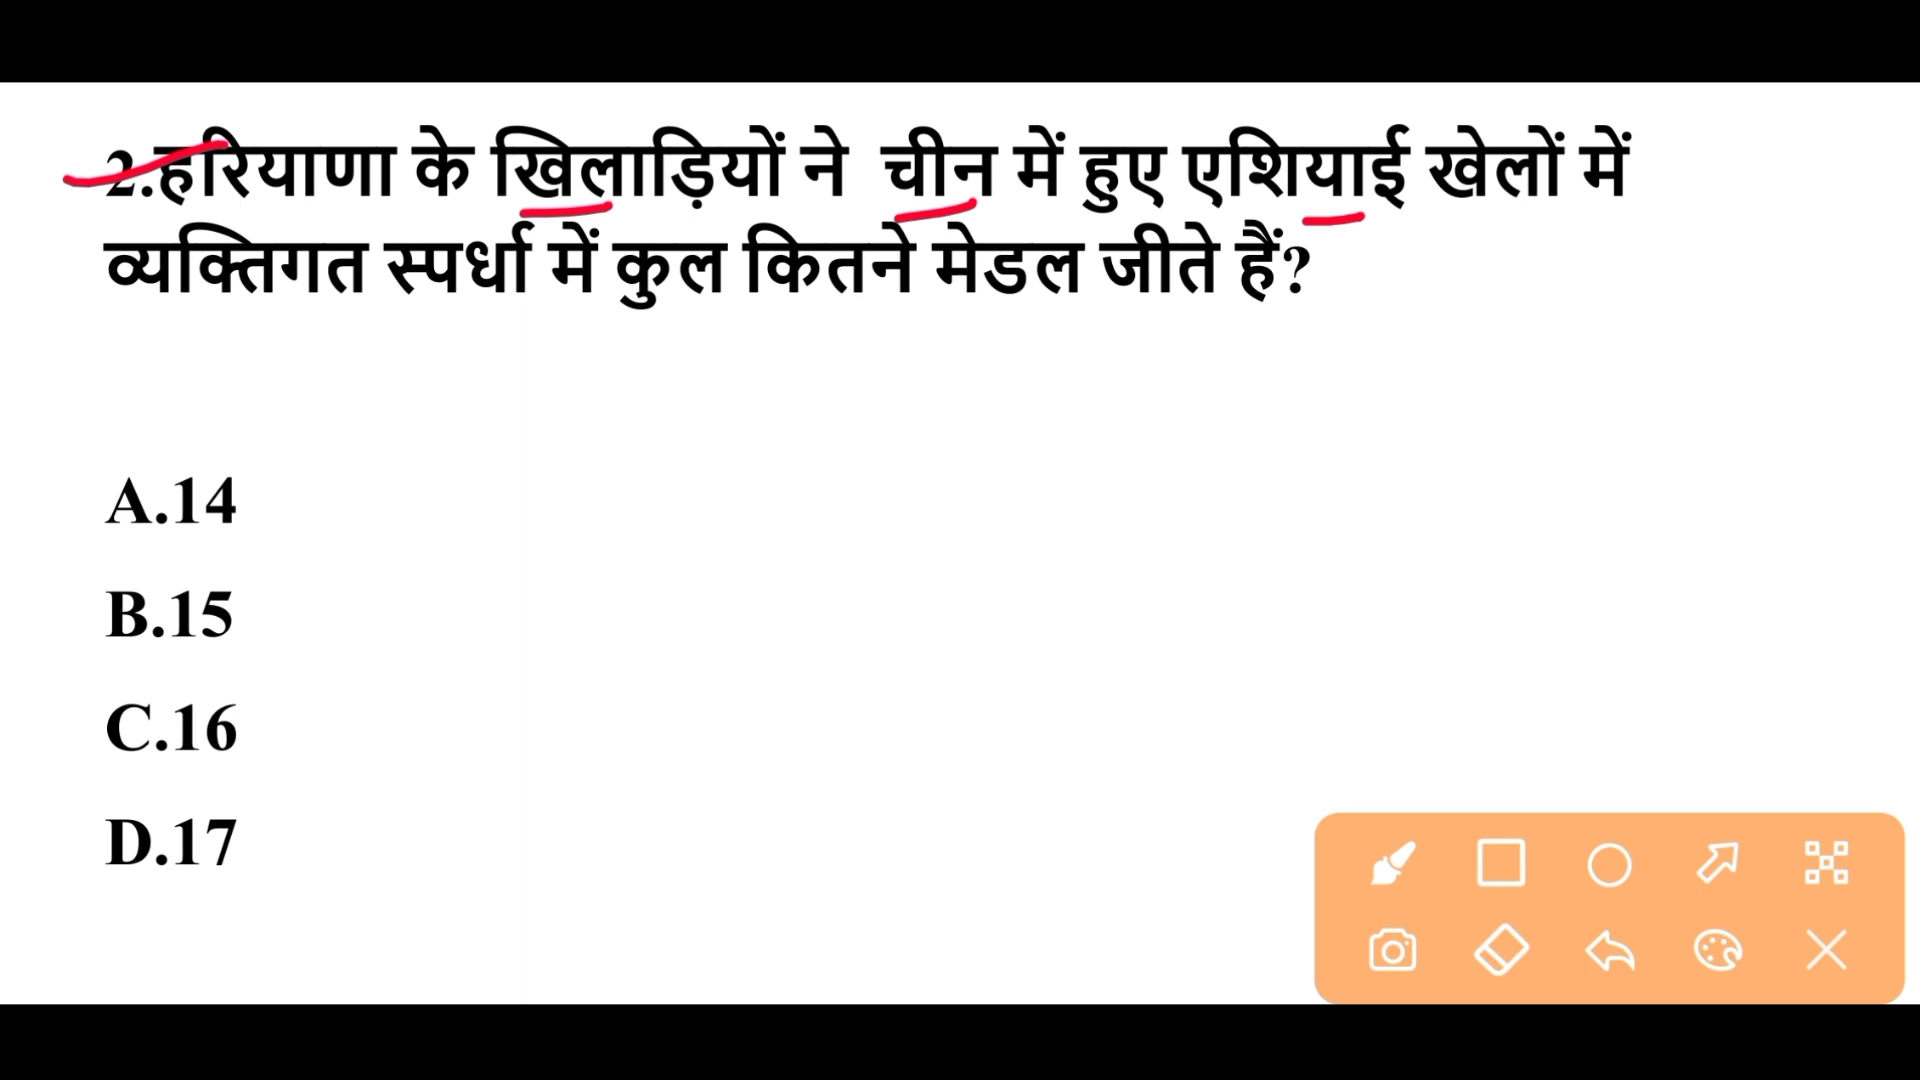 2.हरियाणा के खिलाड़ियों ने चीन में हुए एशियाई खेलों में
व्यक्तिगत स्पर्धा में कुल कितने मेडल जीते हैं?
A.14
B.15
C.16
D.17